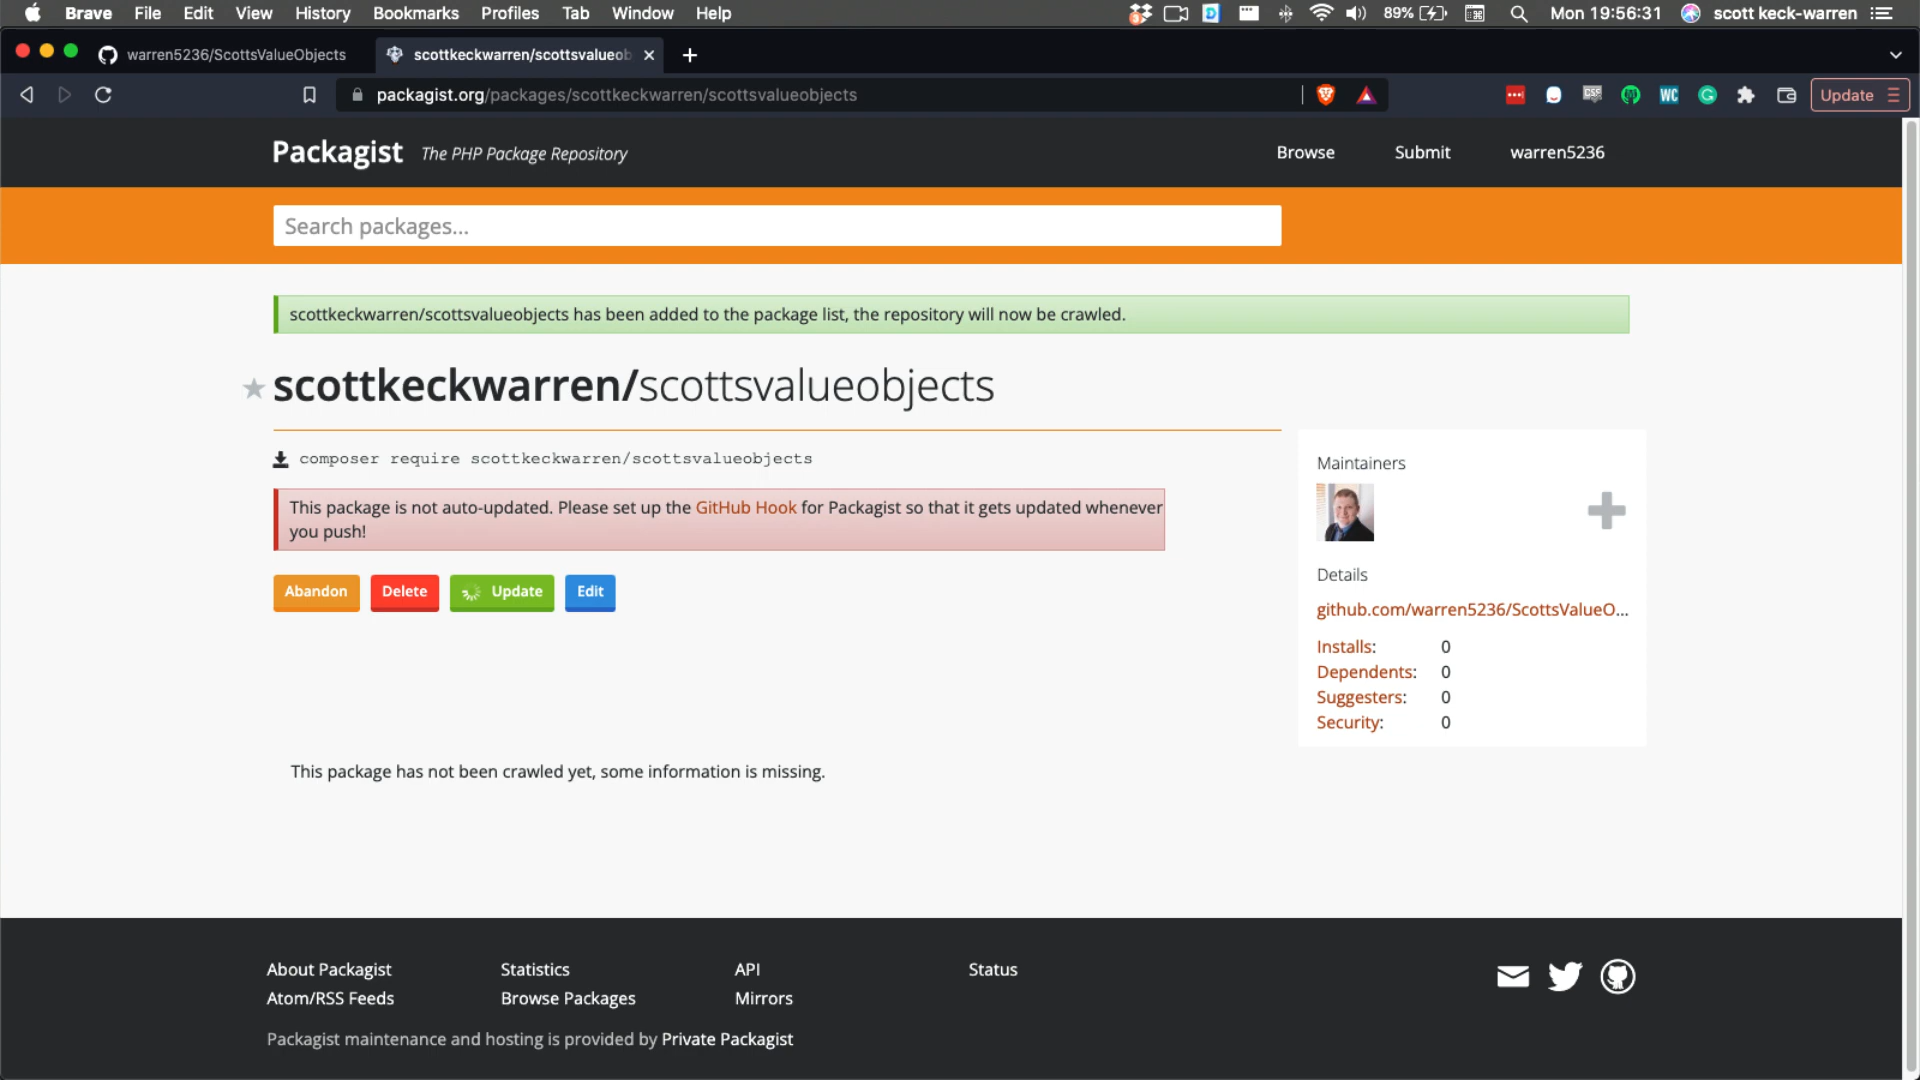 Brave File Edit View History Bookmarks Profiles Tab Window Help 89% Mon 19:56:31 scott keck-warren
warren5236/ScottsValueObjects scottkeckwarren/scottsvalueob
packagist.org/packages/scottkeckwarren/scottsvalueobjects Update
Packagist The PHP Package Repository Browse Submit warren5236
Search packages...
scottkeckwarren/scottsvalueobjects has been added to the package list, the repository will now be crawled.
scottkeckwarren/scottsvalueobjects
composer require scottkeckwarren/scottsvalueobjects
This package is not auto-updated. Please set up the GitHub Hook for Packagist so that it gets updated whenever
you push!
Abandon Delete Update Edit
Maintainers
Details
github.com/warren5236/ScottsValueO...
Installs: 0
Dependents: 0
Suggesters: 0
Security: 0
This package has not been crawled yet, some information is missing.
About Packagist Statistics API Status
Atom/RSS Feeds Browse Packages Mirrors
Packagist maintenance and hosting is provided by Private Packagist